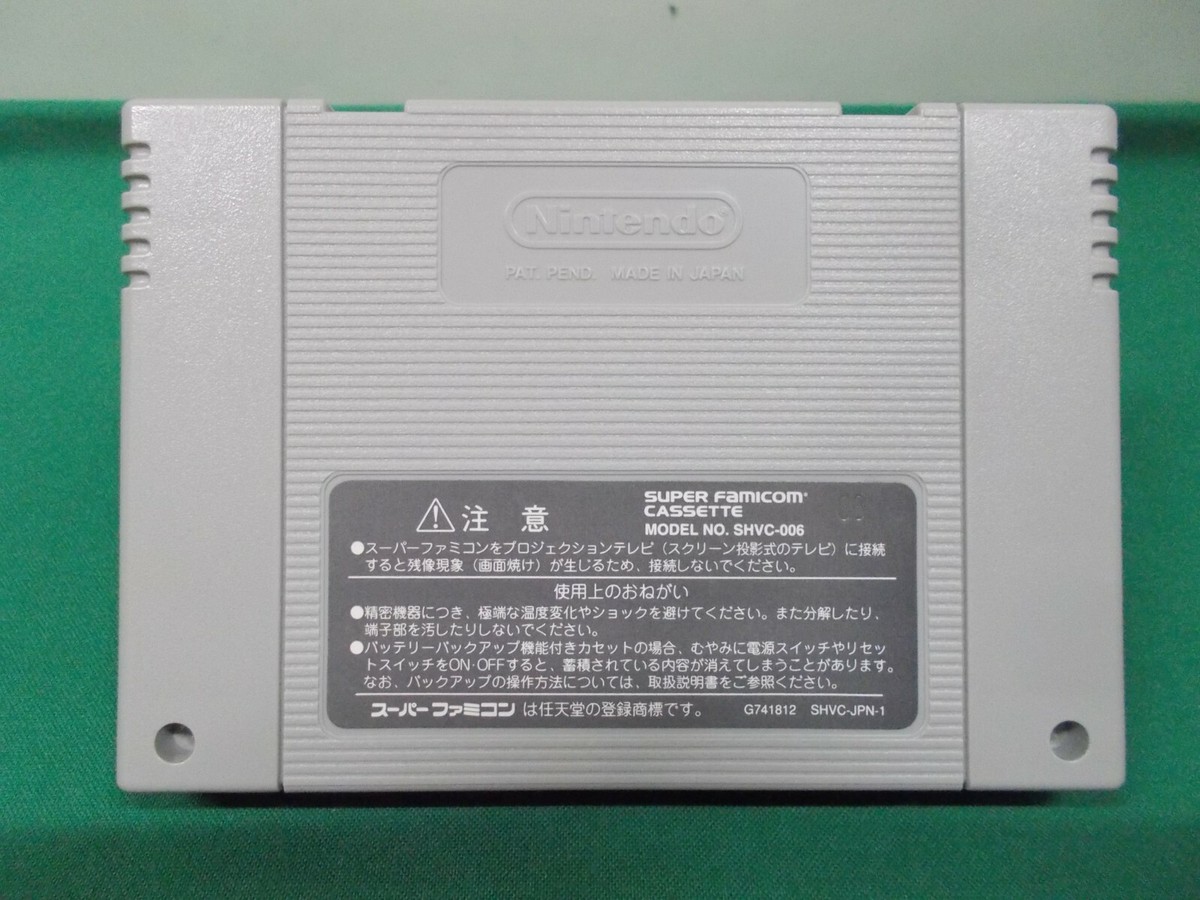 Nintendo®
PAT. PEND. MADE IN JAPAN
⚠注 意
SUPER FAMICOM®
CASSETTE
MODEL NO. SHVC-006
●スーパーファミコンをプロジェクションテレビ（スクリーン投影式のテレビ）に接続
すると残像現象（画面焼け）が生じるため、接続しないでください。
使用上のおねがい
●精密機器につき、極端な温度変化やショックを避けてください。また分解したり、
端子部を汚したりしないでください。
●バッテリーバックアップ機能付きカセットの場合、むやみに電源スイッチやリセッ
トスイッチをON・OFFすると、蓄積されている内容が消えてしまうことがあります。
なお、バックアップの操作方法については、取扱説明書をご参照ください。
スーパーファミコン は任天堂の登録商標です。 G741812 SHVC-JPN-1